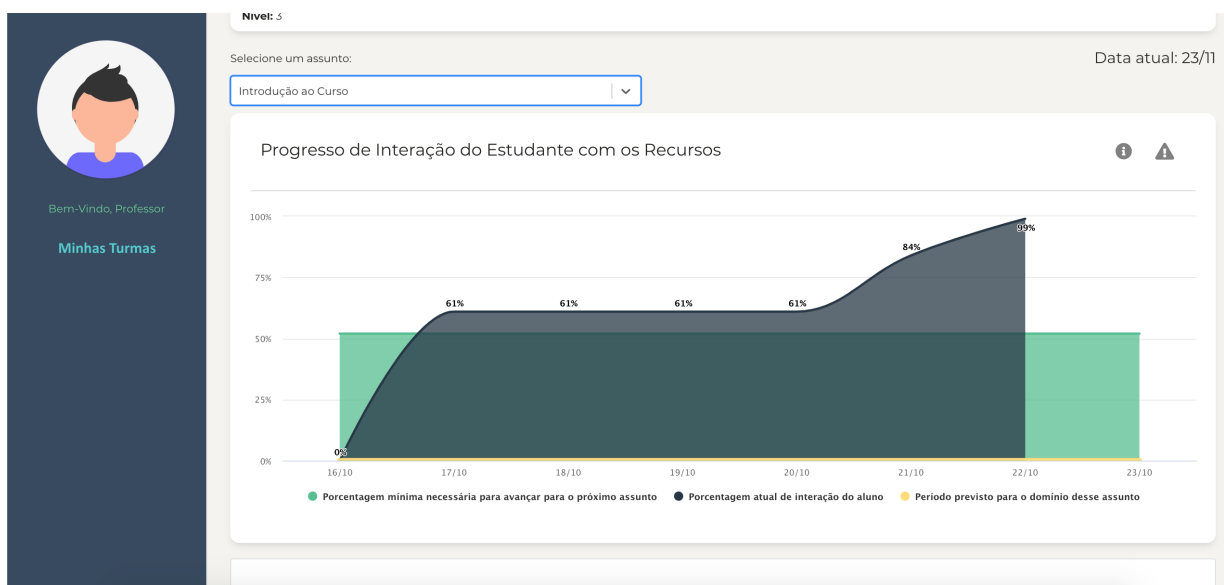 Nível: 3
Selecione um assunto:
Data atual: 23/11
Introdução ao Curso
Progresso de Interação do Estudante com os Recursos
Bem-Vindo, Professor
Minhas Turmas
100%
75%
50%
25%
0%
0%
61%
61%
61%
61%
84%
99%
16/10
17/10
18/10
19/10
20/10
21/10
22/10
23/10
Porcentagem mínima necessária para avançar para o próximo assunto
Porcentagem atual de interação do aluno
Período previsto para o domínio desse assunto